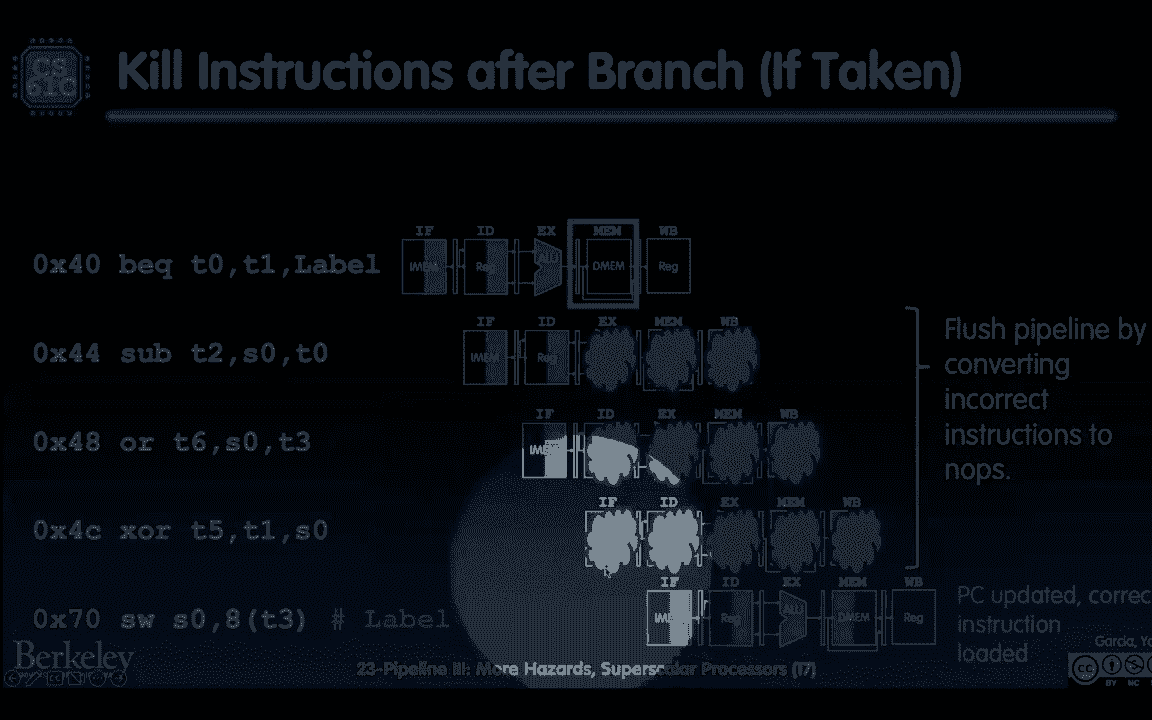 CS
61C
Kill Instructions after Branch (If Taken)
IF ID EX MEM WB
0x40 beq t0,t1,Label
IMEM Reg ALU DMEM Reg
IF ID EX MEM WB
0x44 sub t2,s0,t0
IMEM Reg
Flush pipeline by
converting
incorrect
instructions to
nops.
IF ID EX MEM WB
0x48 or t6,s0,t3
IF ID EX MEM WB
0x4c xor t5,t1,s0
IF ID EX MEM WB
0x70 sw s0,8(t3) # Label
Reg ALU DMEM Reg
PC updated, correc
instruction
loaded
Berkeley
23-Pipeline III: More Hazards, Superscalar Processors (17)
Garcia, Yo
cc
BY NC